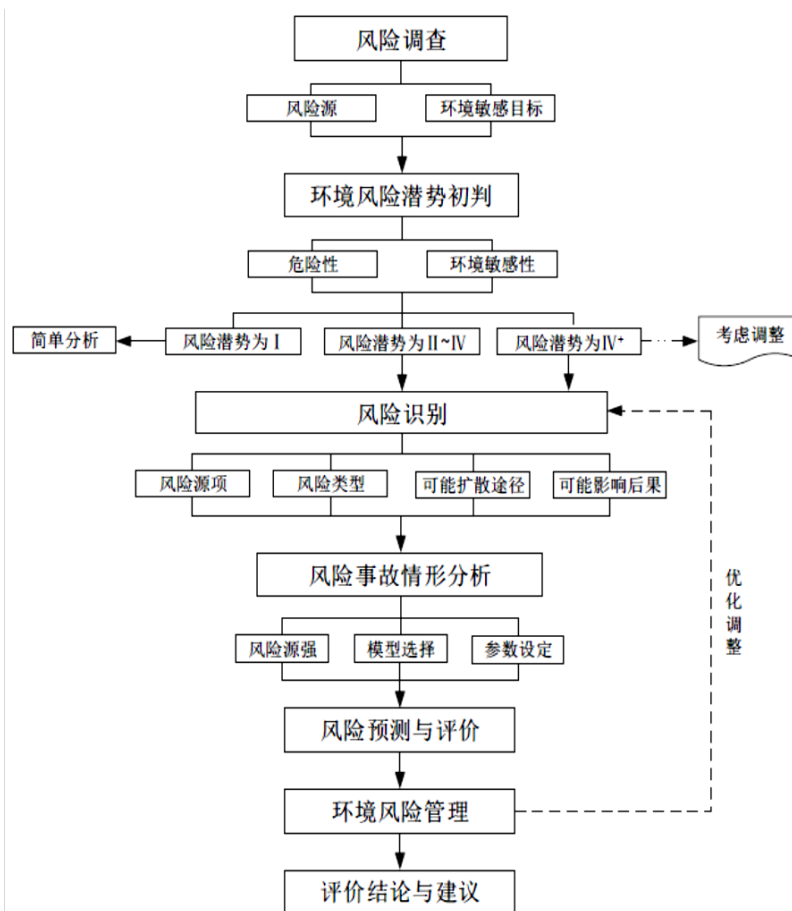 风险调查
风险源
环境敏感目标
环境风险潜势初判
危险性
环境敏感性
简单分析
风险潜势为Ⅰ
风险潜势为Ⅱ~Ⅳ
风险潜势为Ⅳ⁺
考虑调整
风险识别
风险源项
风险类型
可能扩散途径
可能影响后果
风险事故情形分析
优化调整
风险源强
模型选择
参数设定
风险预测与评价
环境风险管理
评价结论与建议